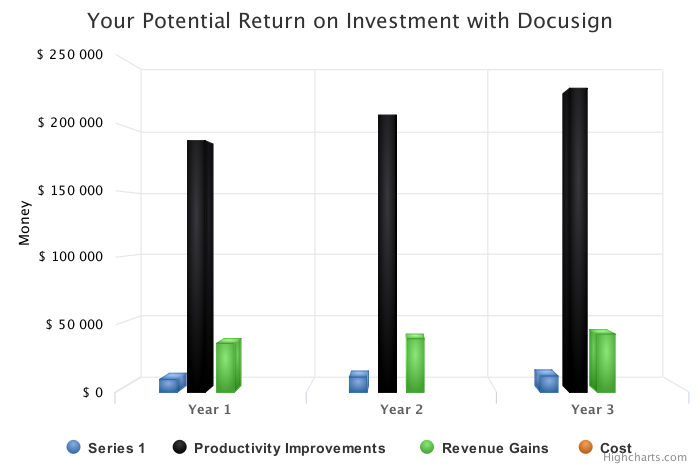 Your Potential Return on Investment with Docusign
$ 250 000
$ 200 000
$ 150 000
$ 100 000
$ 50 000
$ 0
Money
Year 1 Year 2 Year 3
Series 1 Productivity Improvements Revenue Gains Cost
Highcharts.com